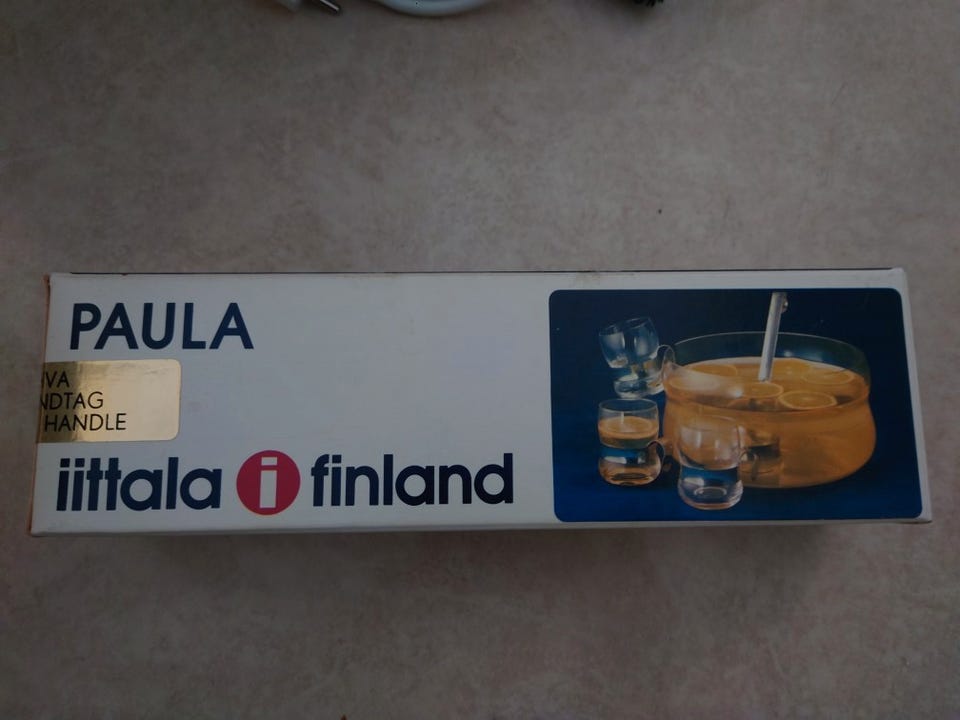 PAULA
VA
NDTAG
HANDLE
iittala i finland